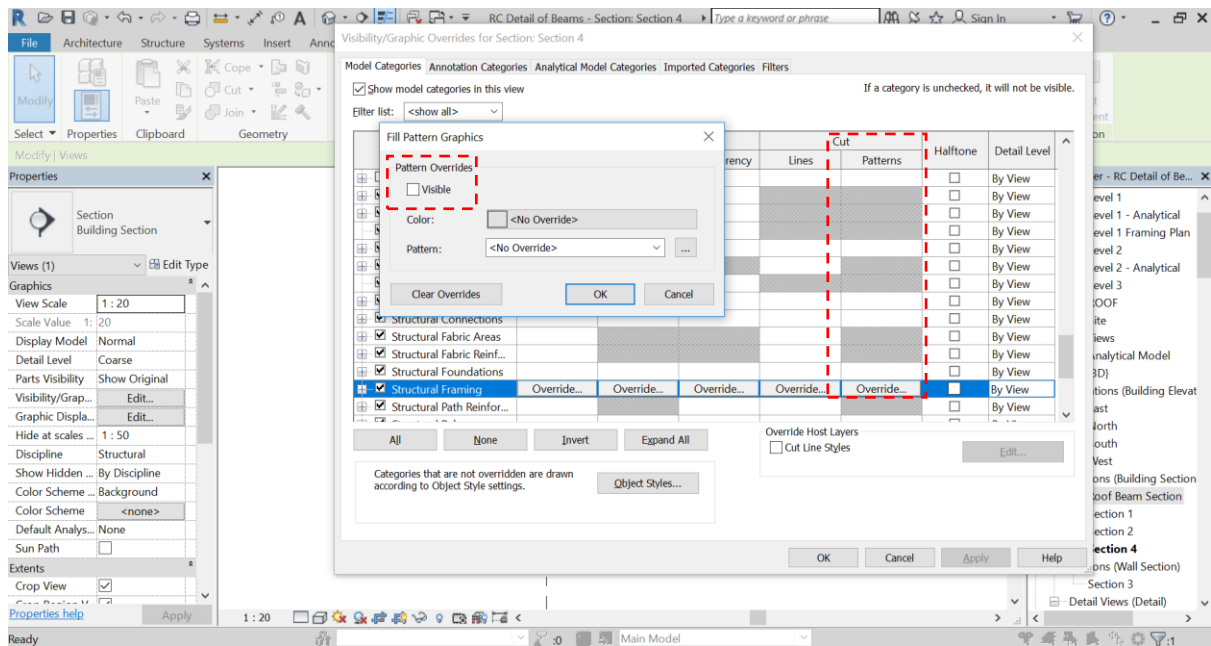 RC Detail of Beams - Section: Section 4
Type a keyword or phrase
Sign In
File Architecture Structure Systems Insert Anno
Modify
Paste
Cope
Cut
Join
Select Properties Clipboard Geometry
Modify | Views
Properties
Section
Building Section
Views (1) Edit Type
Graphics
View Scale 1 : 20
Scale Value 1: 20
Display Model Normal
Detail Level Coarse
Parts Visibility Show Original
Visibility/Grap... Edit...
Graphic Displa... Edit...
Hide at scales ... 1 : 50
Discipline Structural
Show Hidden ... By Discipline
Color Scheme ... Background
Color Scheme <none>
Default Analys... None
Sun Path
Extents
Crop View
Properties help Apply
Visibility/Graphic Overrides for Section: Section 4
Model Categories Annotation Categories Analytical Model Categories Imported Categories Filters
Show model categories in this view
If a category is unchecked, it will not be visible.
Filter list: <show all>
Cut
rency Lines Patterns Halftone Detail Level
By View
By View
By View
By View
By View
By View
By View
By View
Structural Connections By View
Structural Fabric Areas By View
Structural Fabric Reinf... By View
Structural Foundations By View
Structural Framing Override... Override... Override... Override... Override... By View
Structural Path Reinfor... By View
All None Invert Expand All
Override Host Layers
Cut Line Styles
Edit...
Categories that are not overridden are drawn
according to Object Style settings.
Object Styles...
OK Cancel Apply Help
Fill Pattern Graphics
Pattern Overrides
Visible
Color: <No Override>
Pattern: <No Override> ...
Clear Overrides OK Cancel
er - RC Detail of Be...
evel 1
evel 1 - Analytical
evel 1 Framing Plan
evel 2
evel 2 - Analytical
evel 3
OOF
ite
iews
nalytical Model
3D}
tions (Building Elevat
ast
North
outh
West
ons (Building Section
oof Beam Section
ection 1
ection 2
ection 4
ons (Wall Section)
Section 3
Detail Views (Detail)
1 : 20
Ready
:0
Main Model
:1